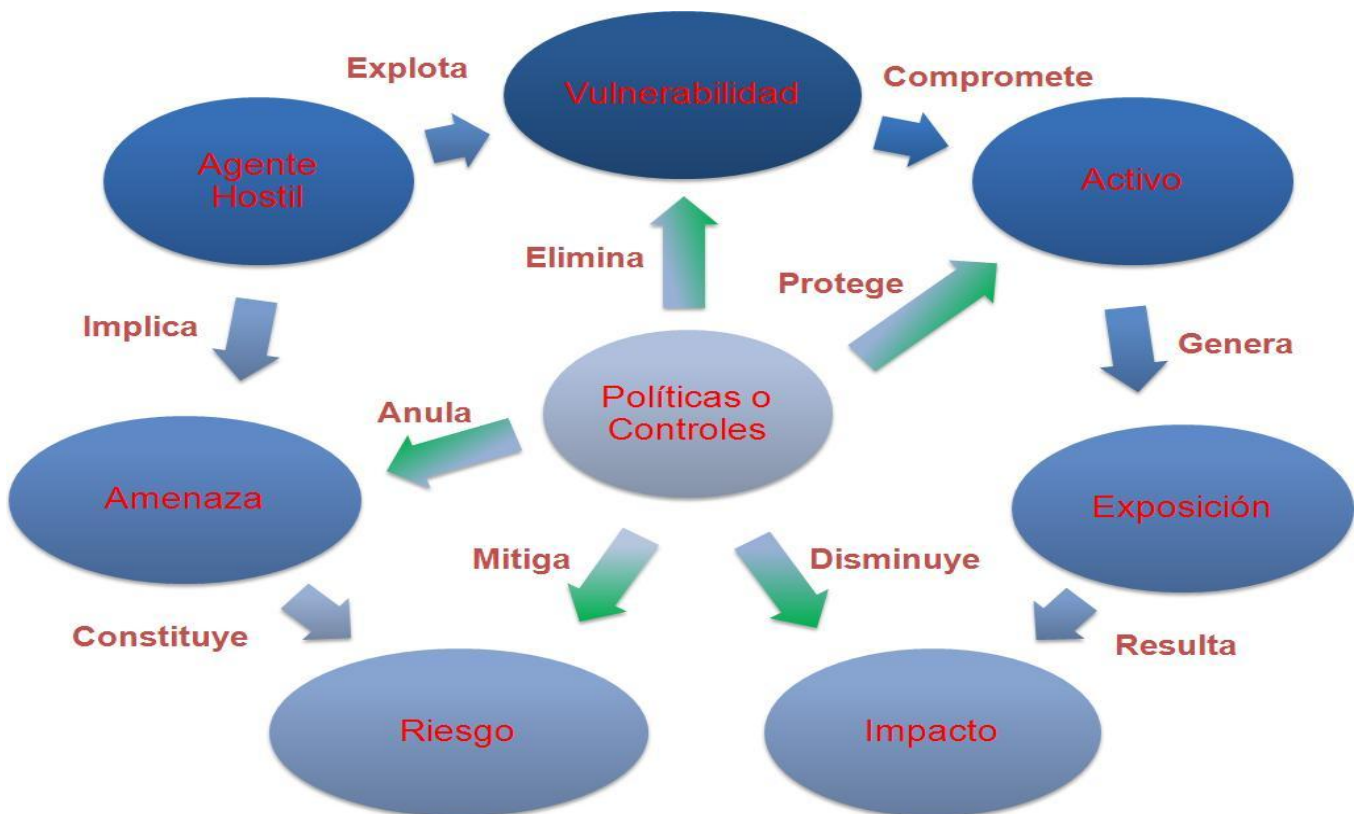 Explota
Vulnerabilidad
Compromete
Agente
Hostil
Activo
Elimina
Protege
Implica
Genera
Políticas o
Controles
Anula
Amenaza
Exposición
Mitiga
Disminuye
Constituye
Resulta
Riesgo
Impacto